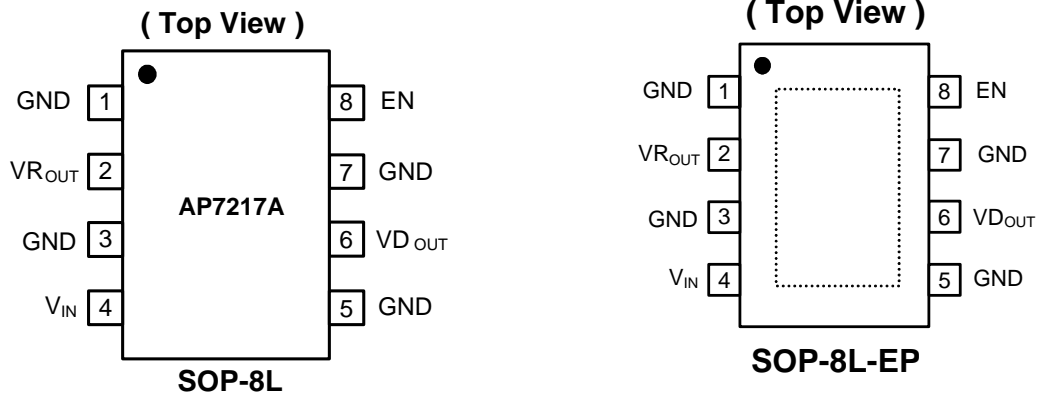 ( Top View )
GND 1
8 EN
VROUT 2
7 GND
AP7217A
GND 3
6 VD OUT
VIN 4
5 GND
SOP-8L
( Top View )
GND 1
8 EN
VROUT 2
7 GND
GND 3
6 VDOUT
VIN 4
5 GND
SOP-8L-EP